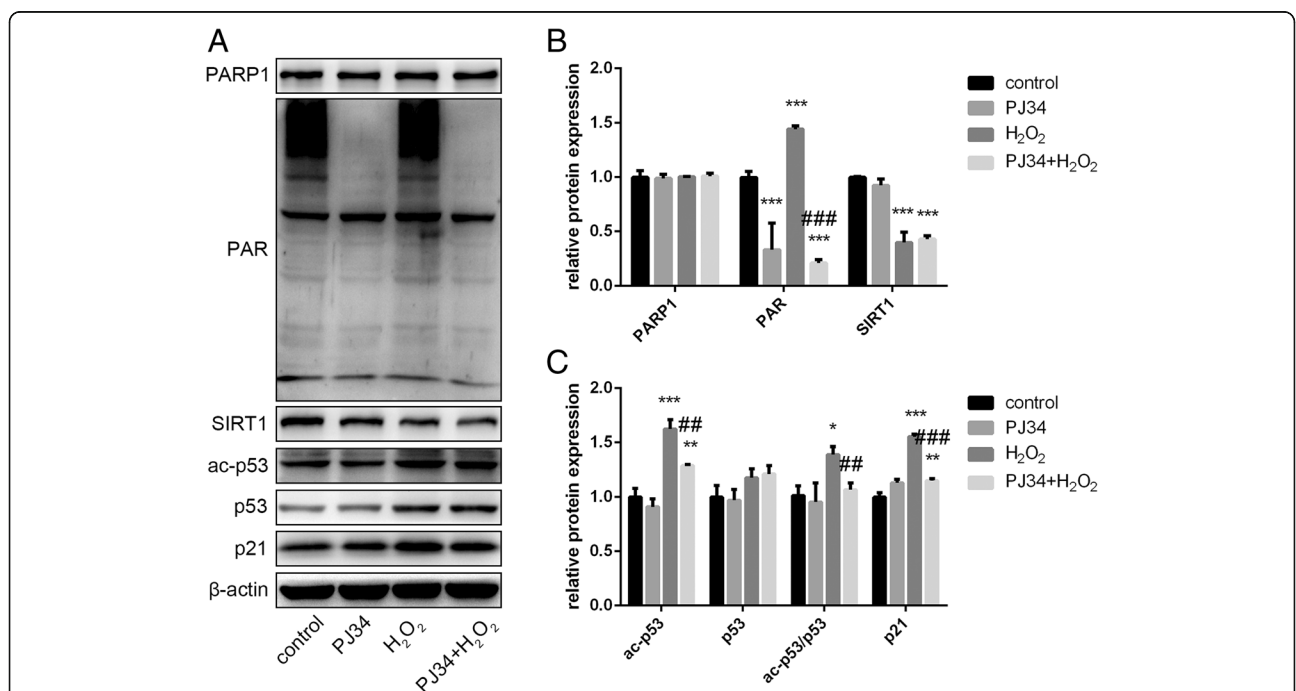 A
PARP1
PAR
SIRT1
ac-p53
p53
p21
β-actin
control
PJ34
H₂O₂
PJ34+H₂O₂
B
relative protein expression
2.0
1.5
1.0
0.5
0.0
***
***
###
***
***
***
PARP1
PAR
SIRT1
control
PJ34
H₂O₂
PJ34+H₂O₂
C
relative protein expression
2.0
1.5
1.0
0.5
0.0
***
##
**
*
##
***
###
**
ac-p53
p53
ac-p53/p53
p21
control
PJ34
H₂O₂
PJ34+H₂O₂